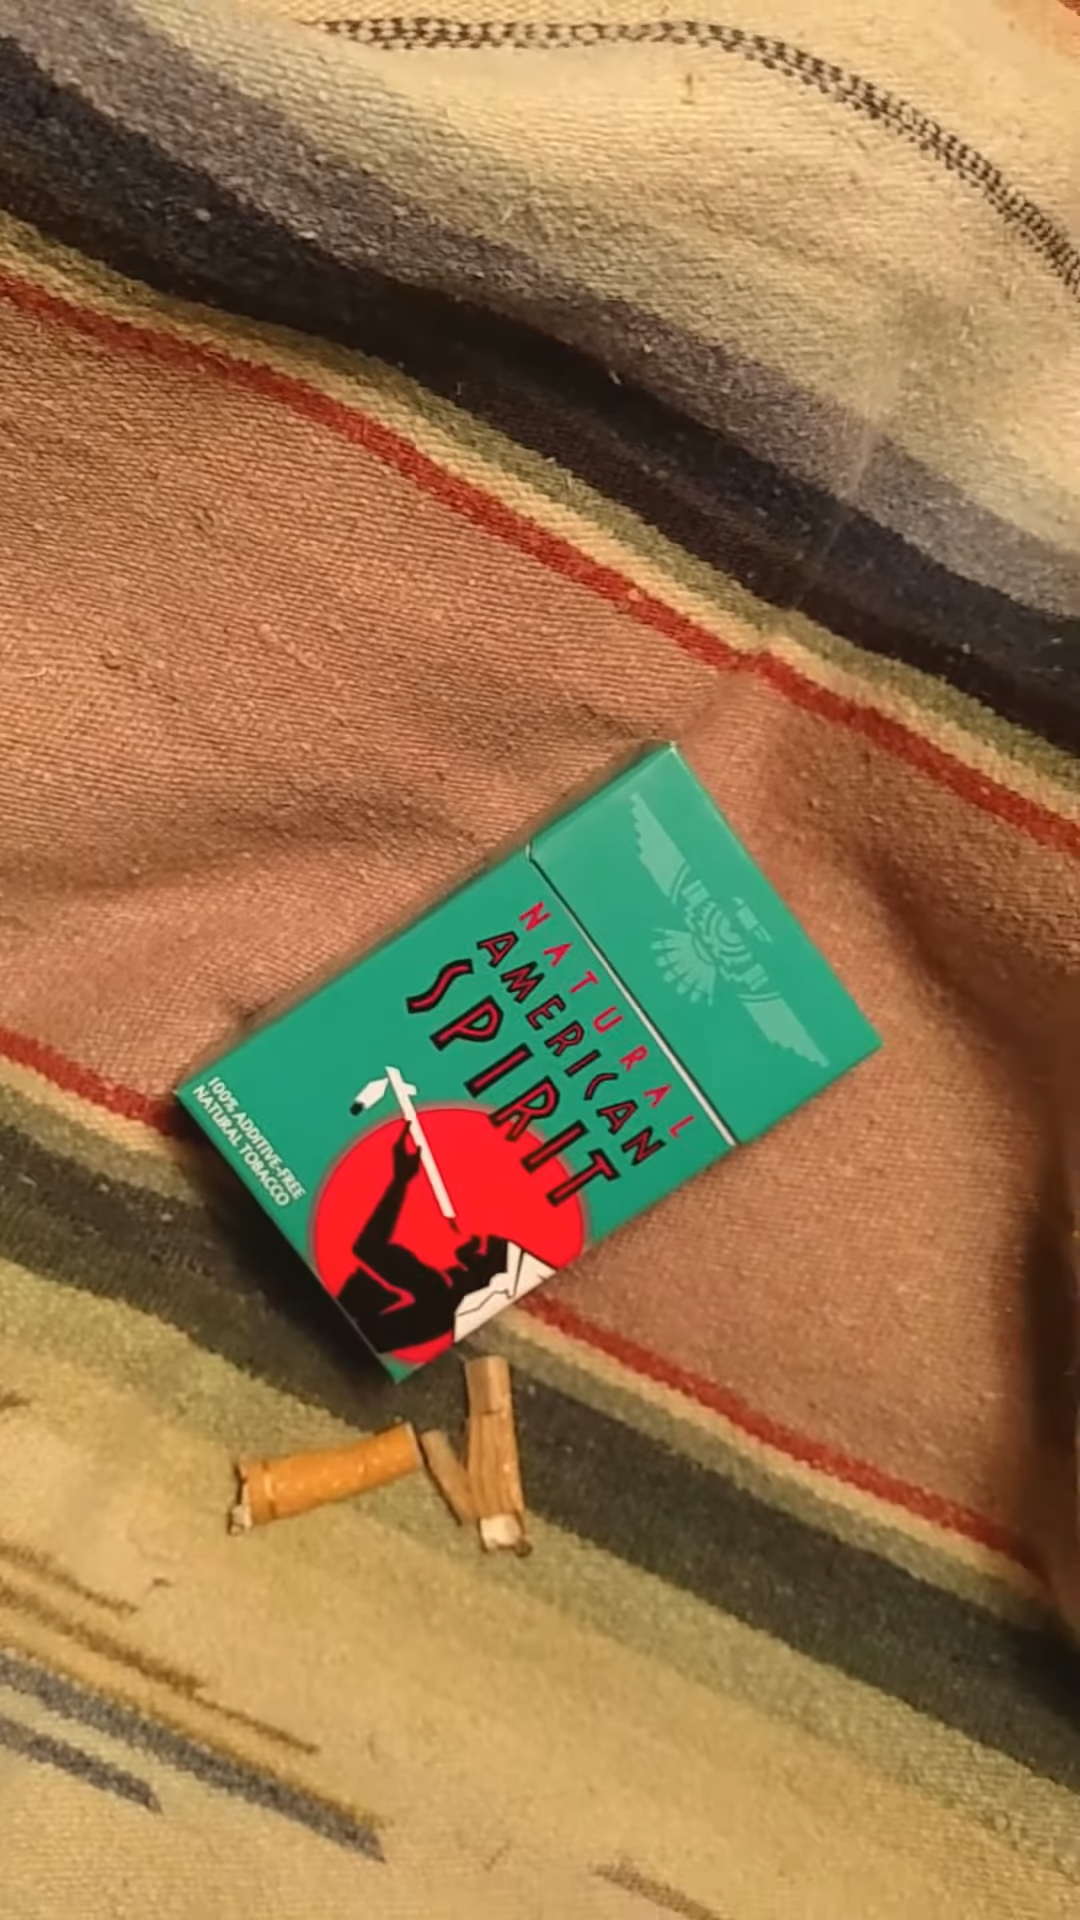 NATURAL
AMERICAN
SPIRIT
100% ADDITIVE-FREE
NATURAL TOBACCO